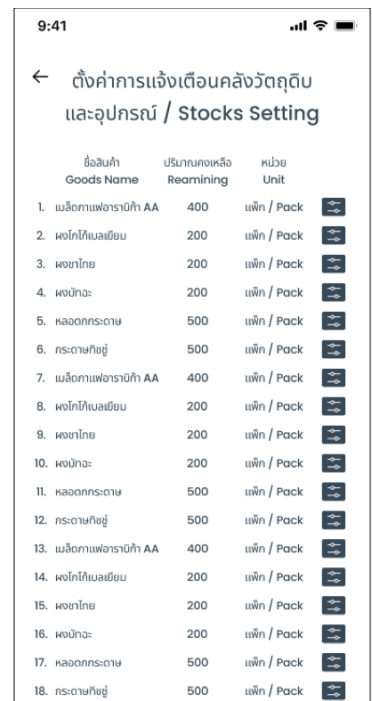 9:41
ตั้งค่าการแจ้งเตือนคลังวัตถุดิบ
และอุปกรณ์ / Stocks Setting
ชื่อสินค้า ปริมาณคงเหลือ หน่วย
Goods Name Reamining Unit
1. เมล็ดกาแฟอาราบิก้า AA 400 แพ็ก / Pack
2. ผงโกโก้เบลเยียม 200 แพ็ก / Pack
3. ผงชาไทย 200 แพ็ก / Pack
4. ผงมัทฉะ 200 แพ็ก / Pack
5. หลอดกกระดาษ 500 แพ็ก / Pack
6. กระดาษทิชชู่ 500 แพ็ก / Pack
7. เมล็ดกาแฟอาราบิก้า AA 400 แพ็ก / Pack
8. ผงโกโก้เบลเยียม 200 แพ็ก / Pack
9. ผงชาไทย 200 แพ็ก / Pack
10. ผงมัทฉะ 200 แพ็ก / Pack
11. หลอดกกระดาษ 500 แพ็ก / Pack
12. กระดาษทิชชู่ 500 แพ็ก / Pack
13. เมล็ดกาแฟอาราบิก้า AA 400 แพ็ก / Pack
14. ผงโกโก้เบลเยียม 200 แพ็ก / Pack
15. ผงชาไทย 200 แพ็ก / Pack
16. ผงมัทฉะ 200 แพ็ก / Pack
17. หลอดกกระดาษ 500 แพ็ก / Pack
18. กระดาษทิชชู่ 500 แพ็ก / Pack